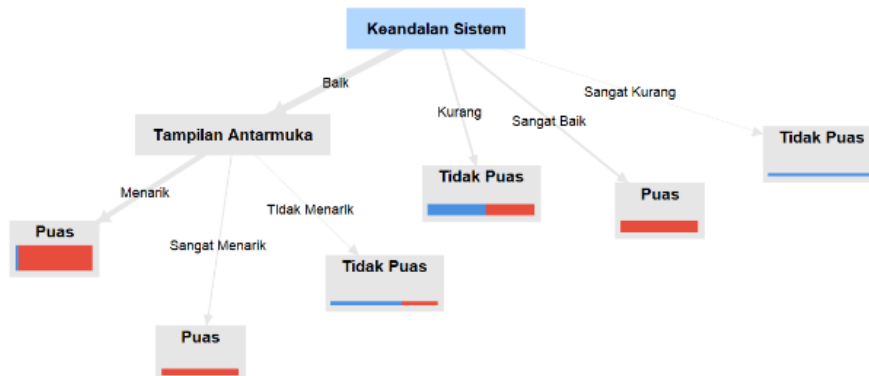 Keandalan Sistem
Baik
Kurang
Sangat Baik
Sangat Kurang
Tampilan Antarmuka
Tidak Puas
Tidak Puas
Puas
Menarik
Sangat Menarik
Tidak Menarik
Puas
Tidak Puas
Puas